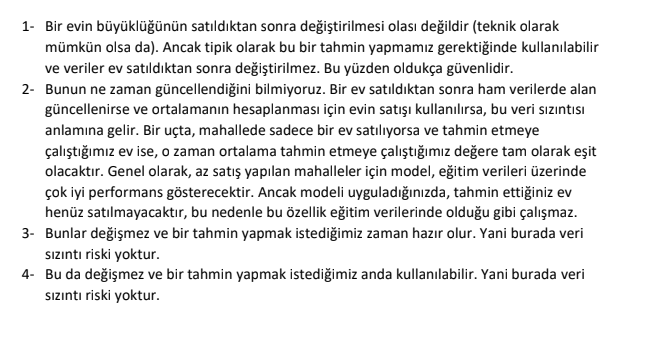 1- Bir evin büyüklüğünün satıldıktan sonra değiştirilmesi olası değildir (teknik olarak
mümkün olsa da). Ancak tipik olarak bu bir tahmin yapmamız gerektiğinde kullanılabilir
ve veriler ev satıldıktan sonra değiştirilmez. Bu yüzden oldukça güvenlidir.
2- Bunun ne zaman güncellendiğini bilmiyoruz. Bir ev satıldıktan sonra ham verilerde alan
güncellenirse ve ortalamanın hesaplanması için evin satışı kullanılırsa, bu veri sızıntısı
anlamına gelir. Bir uçta, mahallede sadece bir ev satılıyorsa ve tahmin etmeye
çalıştığımız ev ise, o zaman ortalama tahmin etmeye çalıştığımız değere tam olarak eşit
olacaktır. Genel olarak, az satış yapılan mahalleler için model, eğitim verileri üzerinde
çok iyi performans gösterecektir. Ancak modeli uyguladığınızda, tahmin ettiğiniz ev
henüz satılmayacaktır, bu nedenle bu özellik eğitim verilerinde olduğu gibi çalışmaz.
3- Bunlar değişmez ve bir tahmin yapmak istediğimiz zaman hazır olur. Yani burada veri
sızıntı riski yoktur.
4- Bu da değişmez ve bir tahmin yapmak istediğimiz anda kullanılabilir. Yani burada veri
sızıntı riski yoktur.